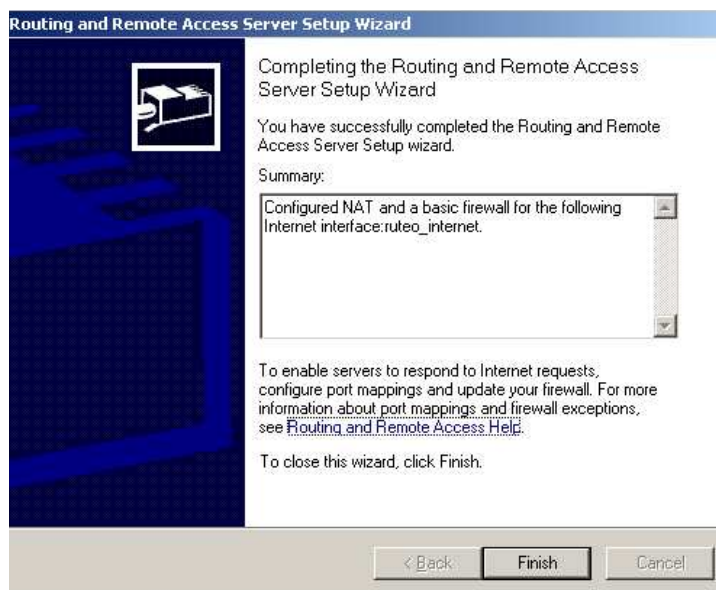 Routing and Remote Access Server Setup Wizard
Completing the Routing and Remote Access
Server Setup Wizard
You have successfully completed the Routing and Remote
Access Server Setup wizard.
Summary:
Configured NAT and a basic firewall for the following
Internet interface:ruteo_internet.
To enable servers to respond to Internet requests,
configure port mappings and update your firewall. For more
information about port mappings and firewall exceptions,
see Routing and Remote Access Help.
To close this wizard, click Finish.
< Back
Finish
Cancel